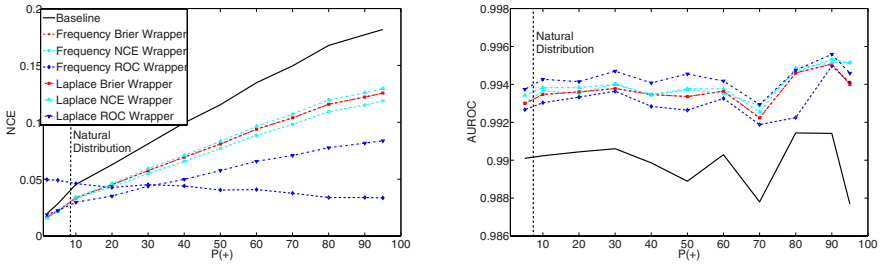 0.2
0.15
0.1
0.05
0
NCE
Baseline
Frequency Brier Wrapper
Frequency NCE Wrapper
Frequency ROC Wrapper
Laplace Brier Wrapper
Laplace NCE Wrapper
Laplace ROC Wrapper
Natural
Distribution
0 10 20 30 40 50 60 70 80 90 100
P(+)
0.998
0.996
0.994
0.992
0.99
0.988
0.986
AUROC
Natural
Distribution
10 20 30 40 50 60 70 80 90 100
P(+)